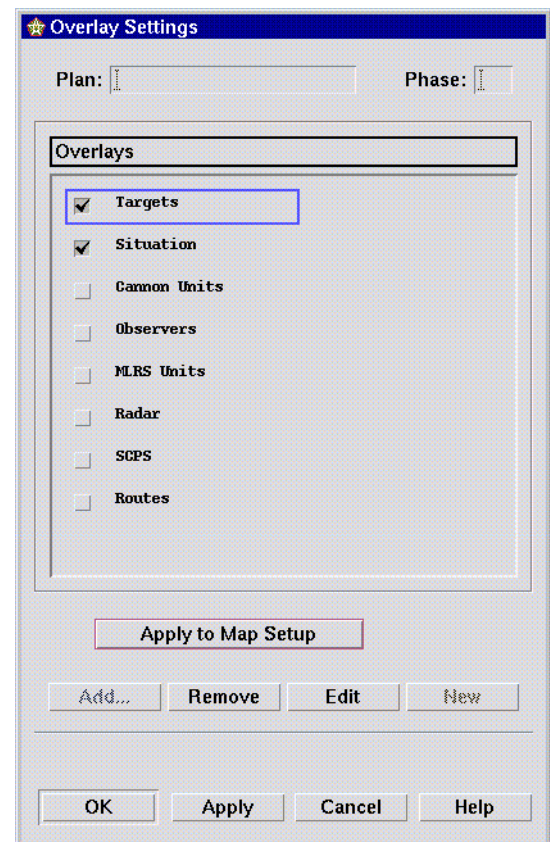 Overlay Settings
Plan: Phase:
Overlays
Targets
Situation
Cannon Units
Observers
MLRS Units
Radar
SCPS
Routes
Apply to Map Setup
Add... Remove Edit New
OK Apply Cancel Help